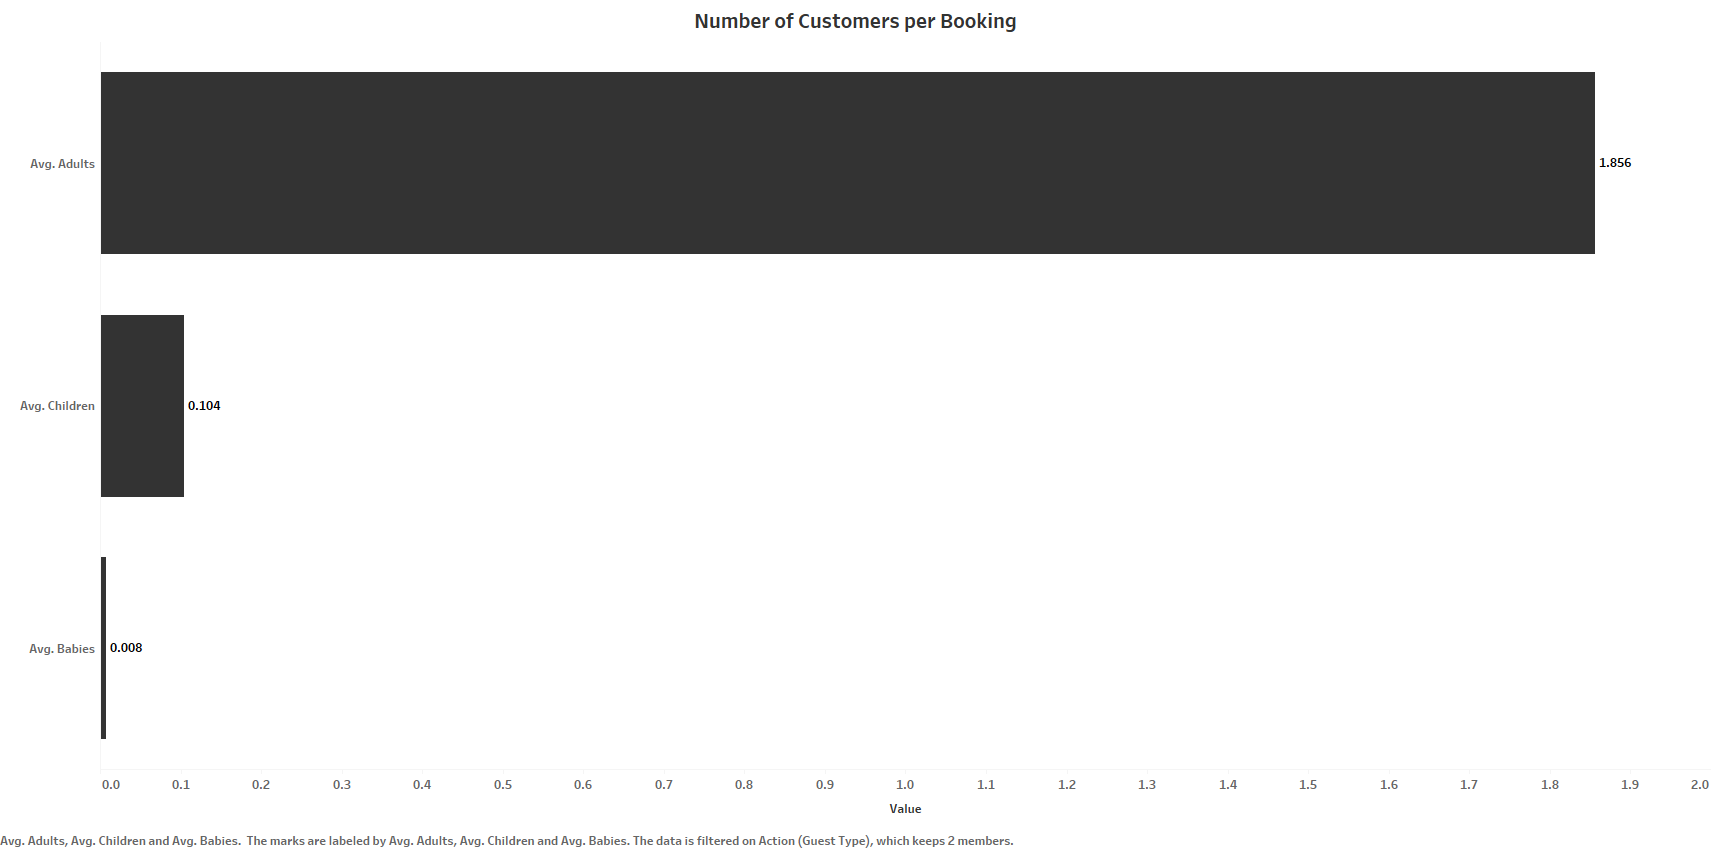 Number of Customers per Booking
Avg. Adults
1.856
Avg. Children
0.104
Avg. Babies
0.008
0.0 0.1 0.2 0.3 0.4 0.5 0.6 0.7 0.8 0.9 1.0 1.1 1.2 1.3 1.4 1.5 1.6 1.7 1.8 1.9 2.0
Value
Avg. Adults, Avg. Children and Avg. Babies.  The marks are labeled by Avg. Adults, Avg. Children and Avg. Babies. The data is filtered on Action (Guest Type), which keeps 2 members.